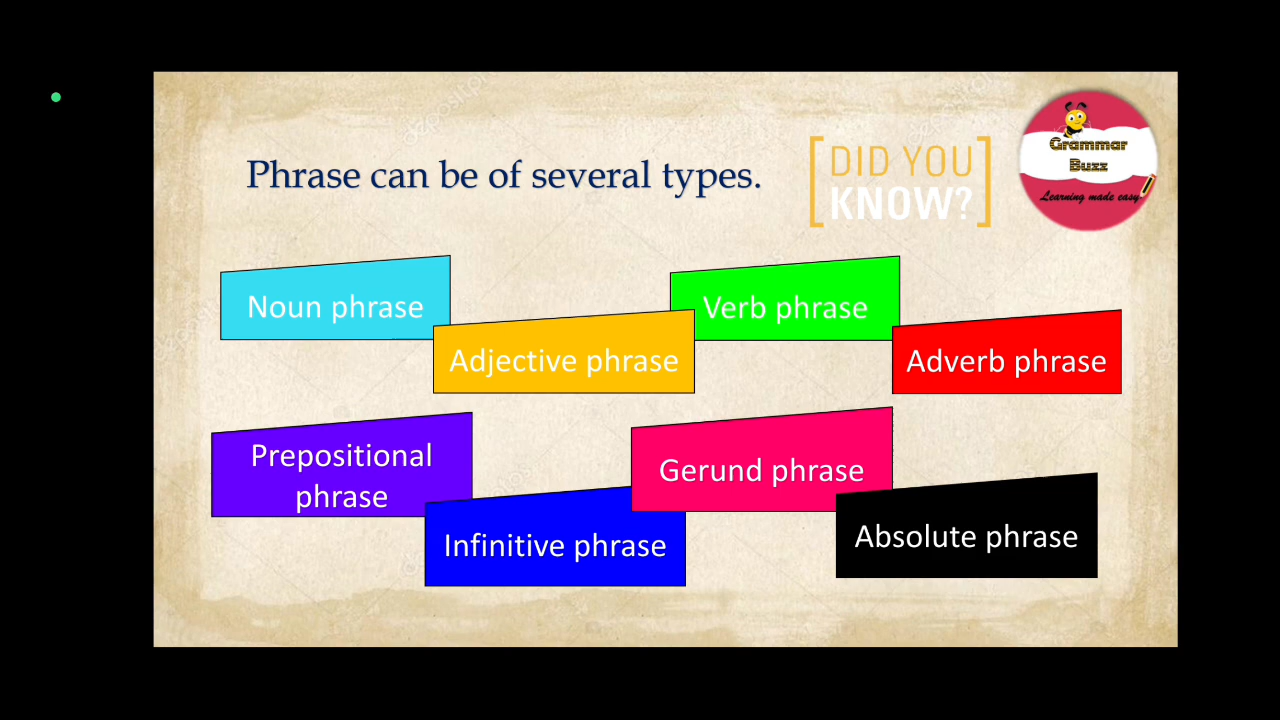 Phrase can be of several types.
DID YOU
KNOW?
Grammar
Buzz
Learning made easy
Noun phrase
Verb phrase
Adjective phrase
Adverb phrase
Prepositional
phrase
Gerund phrase
Infinitive phrase
Absolute phrase